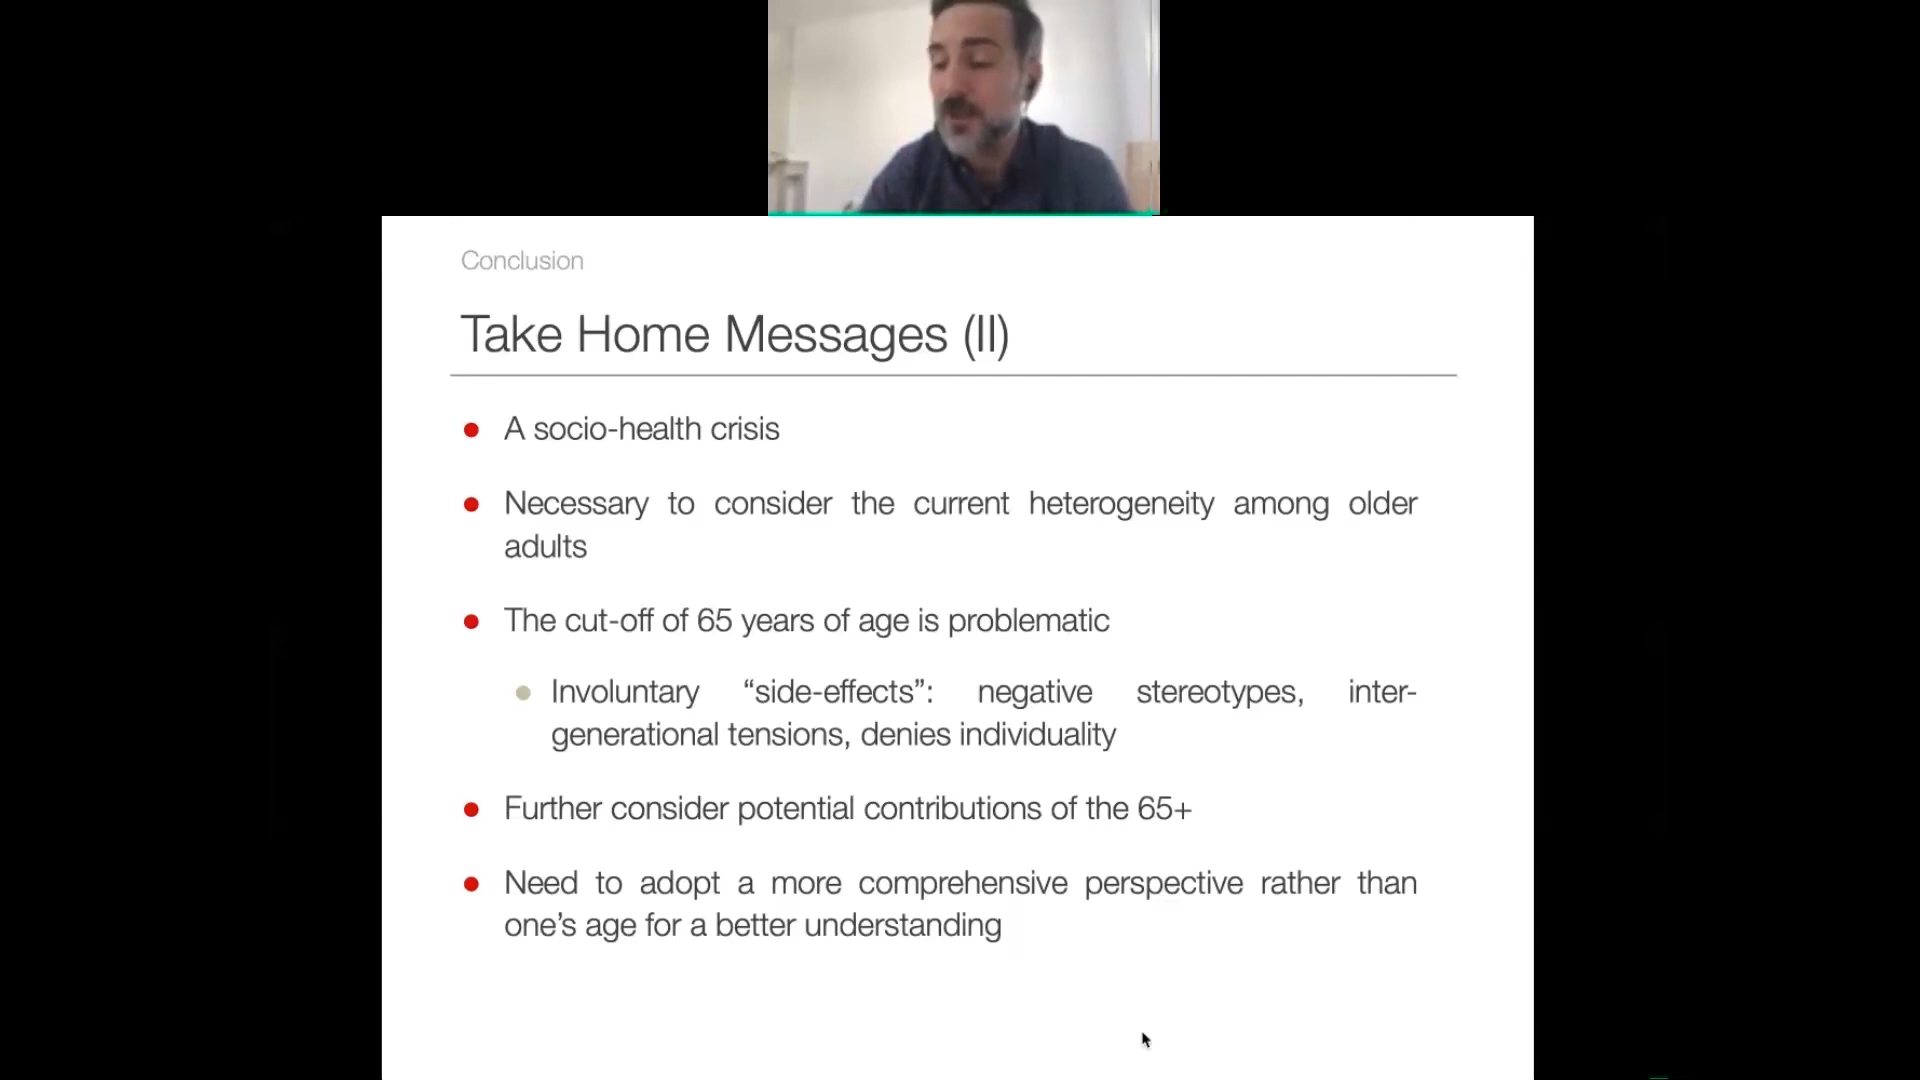 Conclusion
Take Home Messages (II)
● A socio-health crisis
● Necessary to consider the current heterogeneity among older
adults
● The cut-off of 65 years of age is problematic
● Involuntary “side-effects”: negative stereotypes, inter-
generational tensions, denies individuality
● Further consider potential contributions of the 65+
● Need to adopt a more comprehensive perspective rather than
one’s age for a better understanding